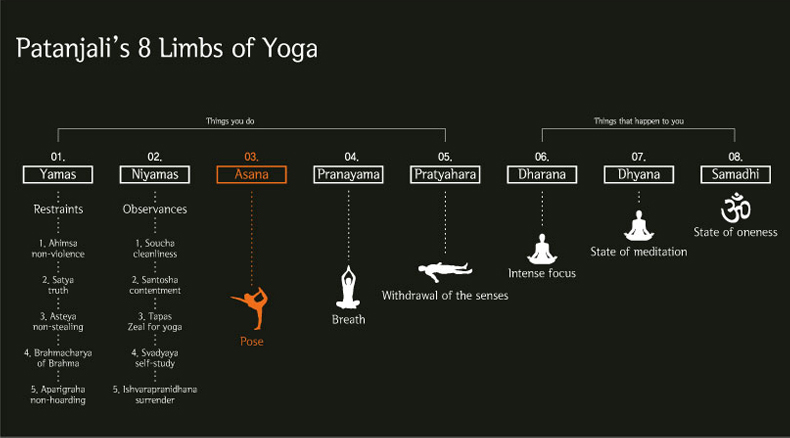 Patanjali's 8 Limbs of Yoga
Things you do
Things that happen to you
01.
Yamas
Restraints
1. Ahimsa
non-violence
2. Satya
truth
3. Asteya
non-stealing
4. Brahmacharya
of Brahma
5. Aparigraha
non-hoarding
02.
Niyamas
Observances
1. Soucha
cleanliness
2. Santosha
contentment
3. Tapas
Zeal for yoga
4. Svadyaya
self-study
5. Ishvarapranidhana
surrender
03.
Asana
Pose
04.
Pranayama
Breath
05.
Pratyahara
Withdrawal of the senses
06.
Dharana
Intense focus
07.
Dhyana
State of meditation
08.
Samadhi
ॐ
State of oneness